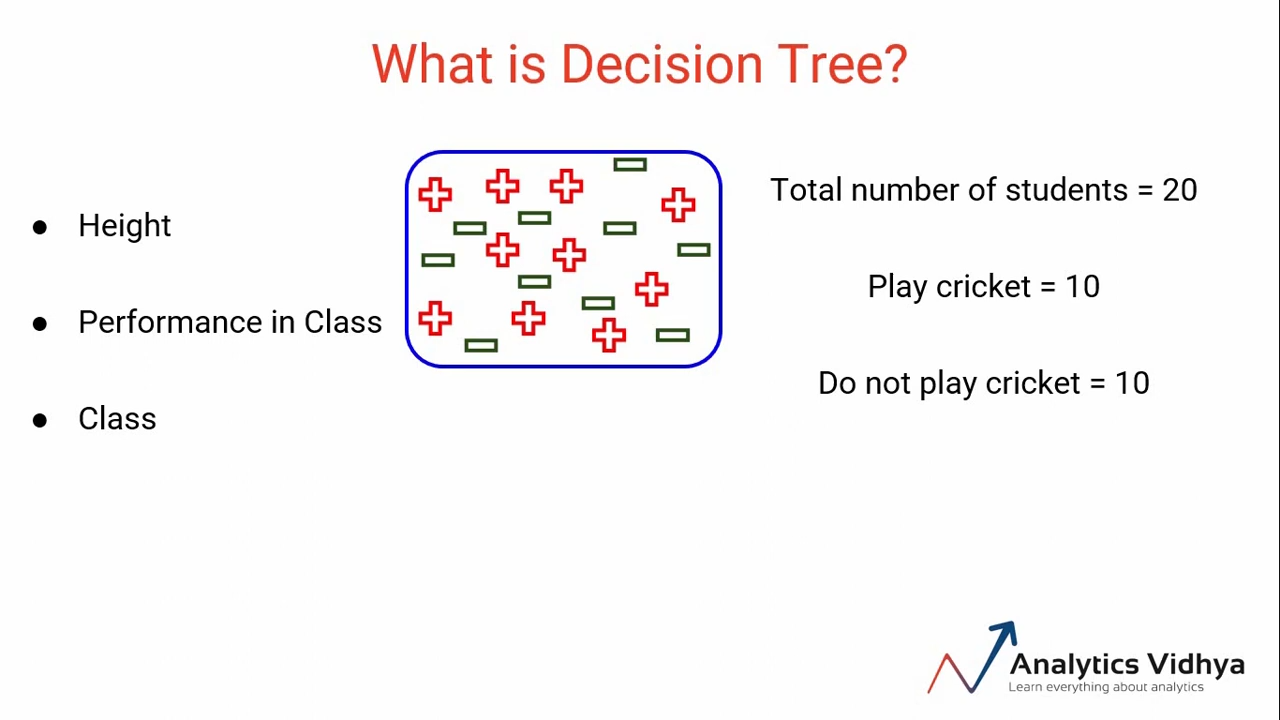 What is Decision Tree?
● Height
● Performance in Class
● Class
Total number of students = 20
Play cricket = 10
Do not play cricket = 10
Analytics Vidhya
Learn everything about analytics